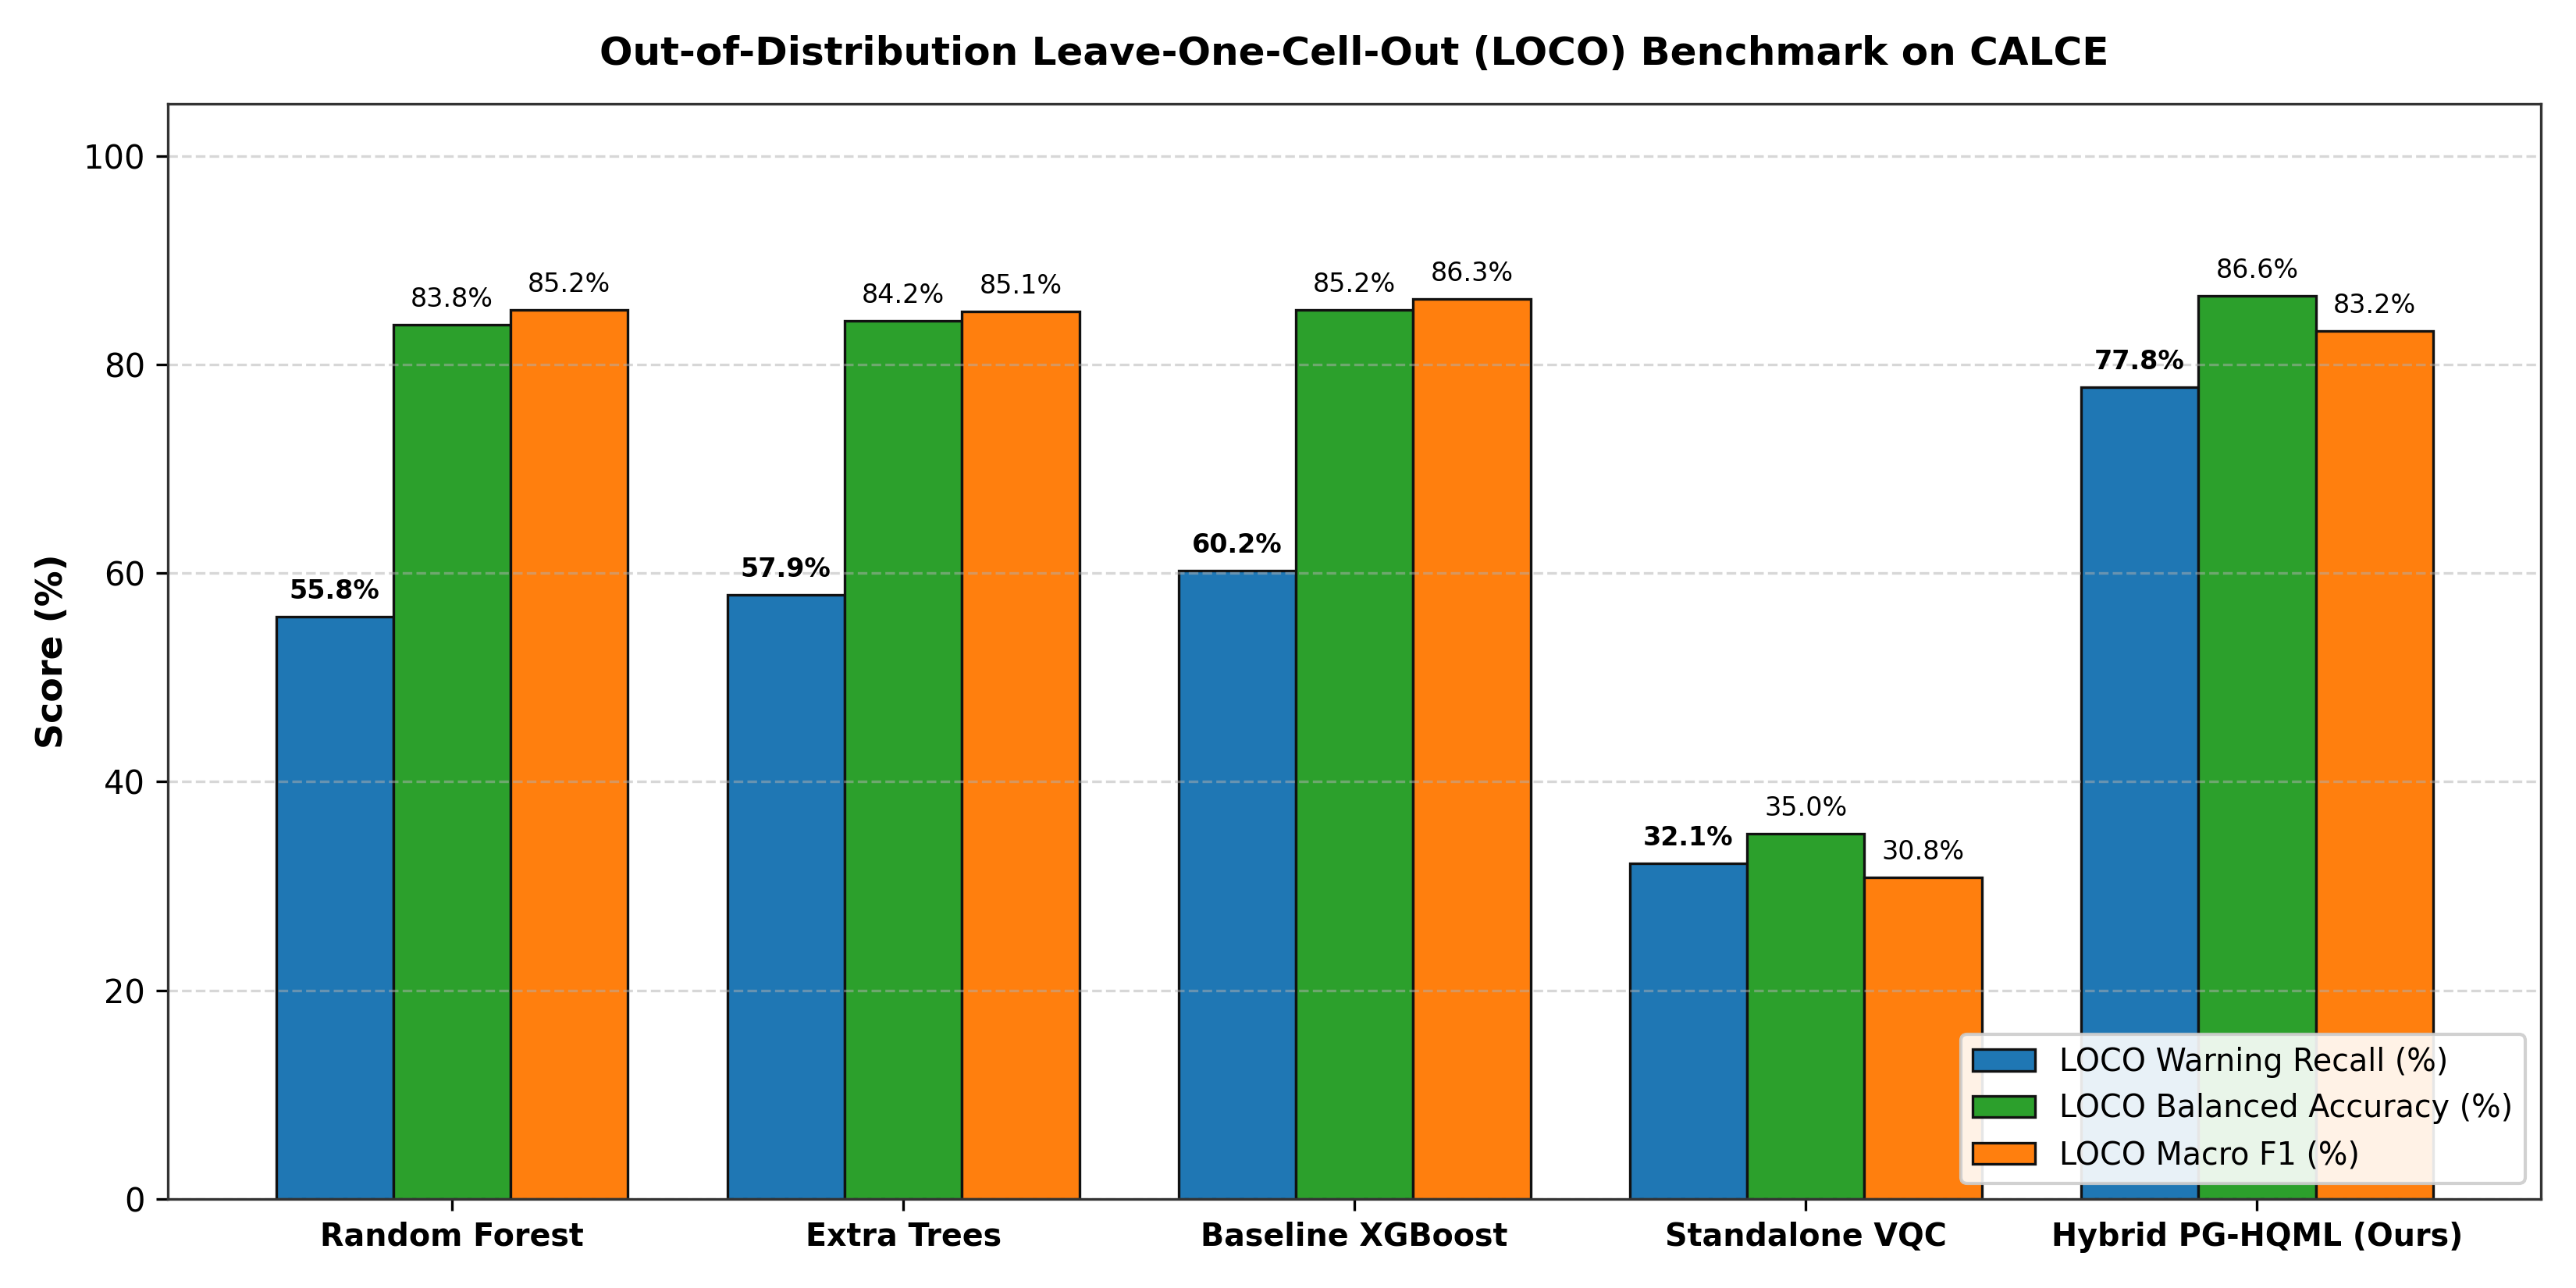 Out-of-Distribution Leave-One-Cell-Out (LOCO) Benchmark on CALCE
Score (%)
100
80
60
40
20
0
55.8%
83.8%
85.2%
57.9%
84.2%
85.1%
60.2%
85.2%
86.3%
32.1%
35.0%
30.8%
77.8%
86.6%
83.2%
LOCO Warning Recall (%)
LOCO Balanced Accuracy (%)
LOCO Macro F1 (%)
Random Forest
Extra Trees
Baseline XGBoost
Standalone VQC
Hybrid PG-HQML (Ours)